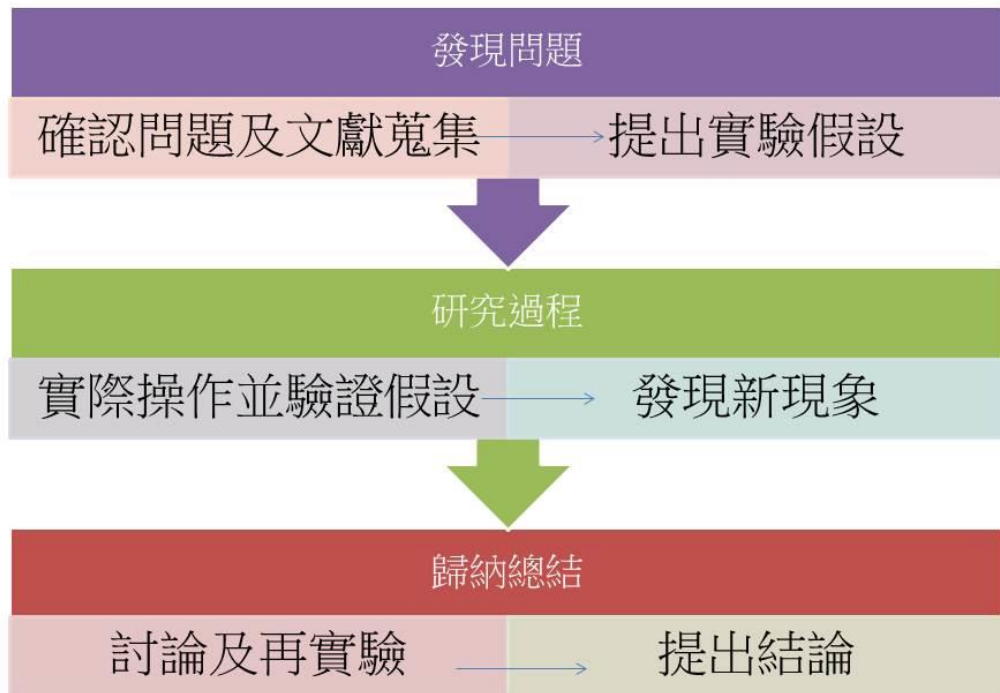 發現問題
確認問題及文獻蒐集
提出實驗假設
研究過程
實際操作並驗證假設
發現新現象
歸納總結
討論及再實驗
提出結論